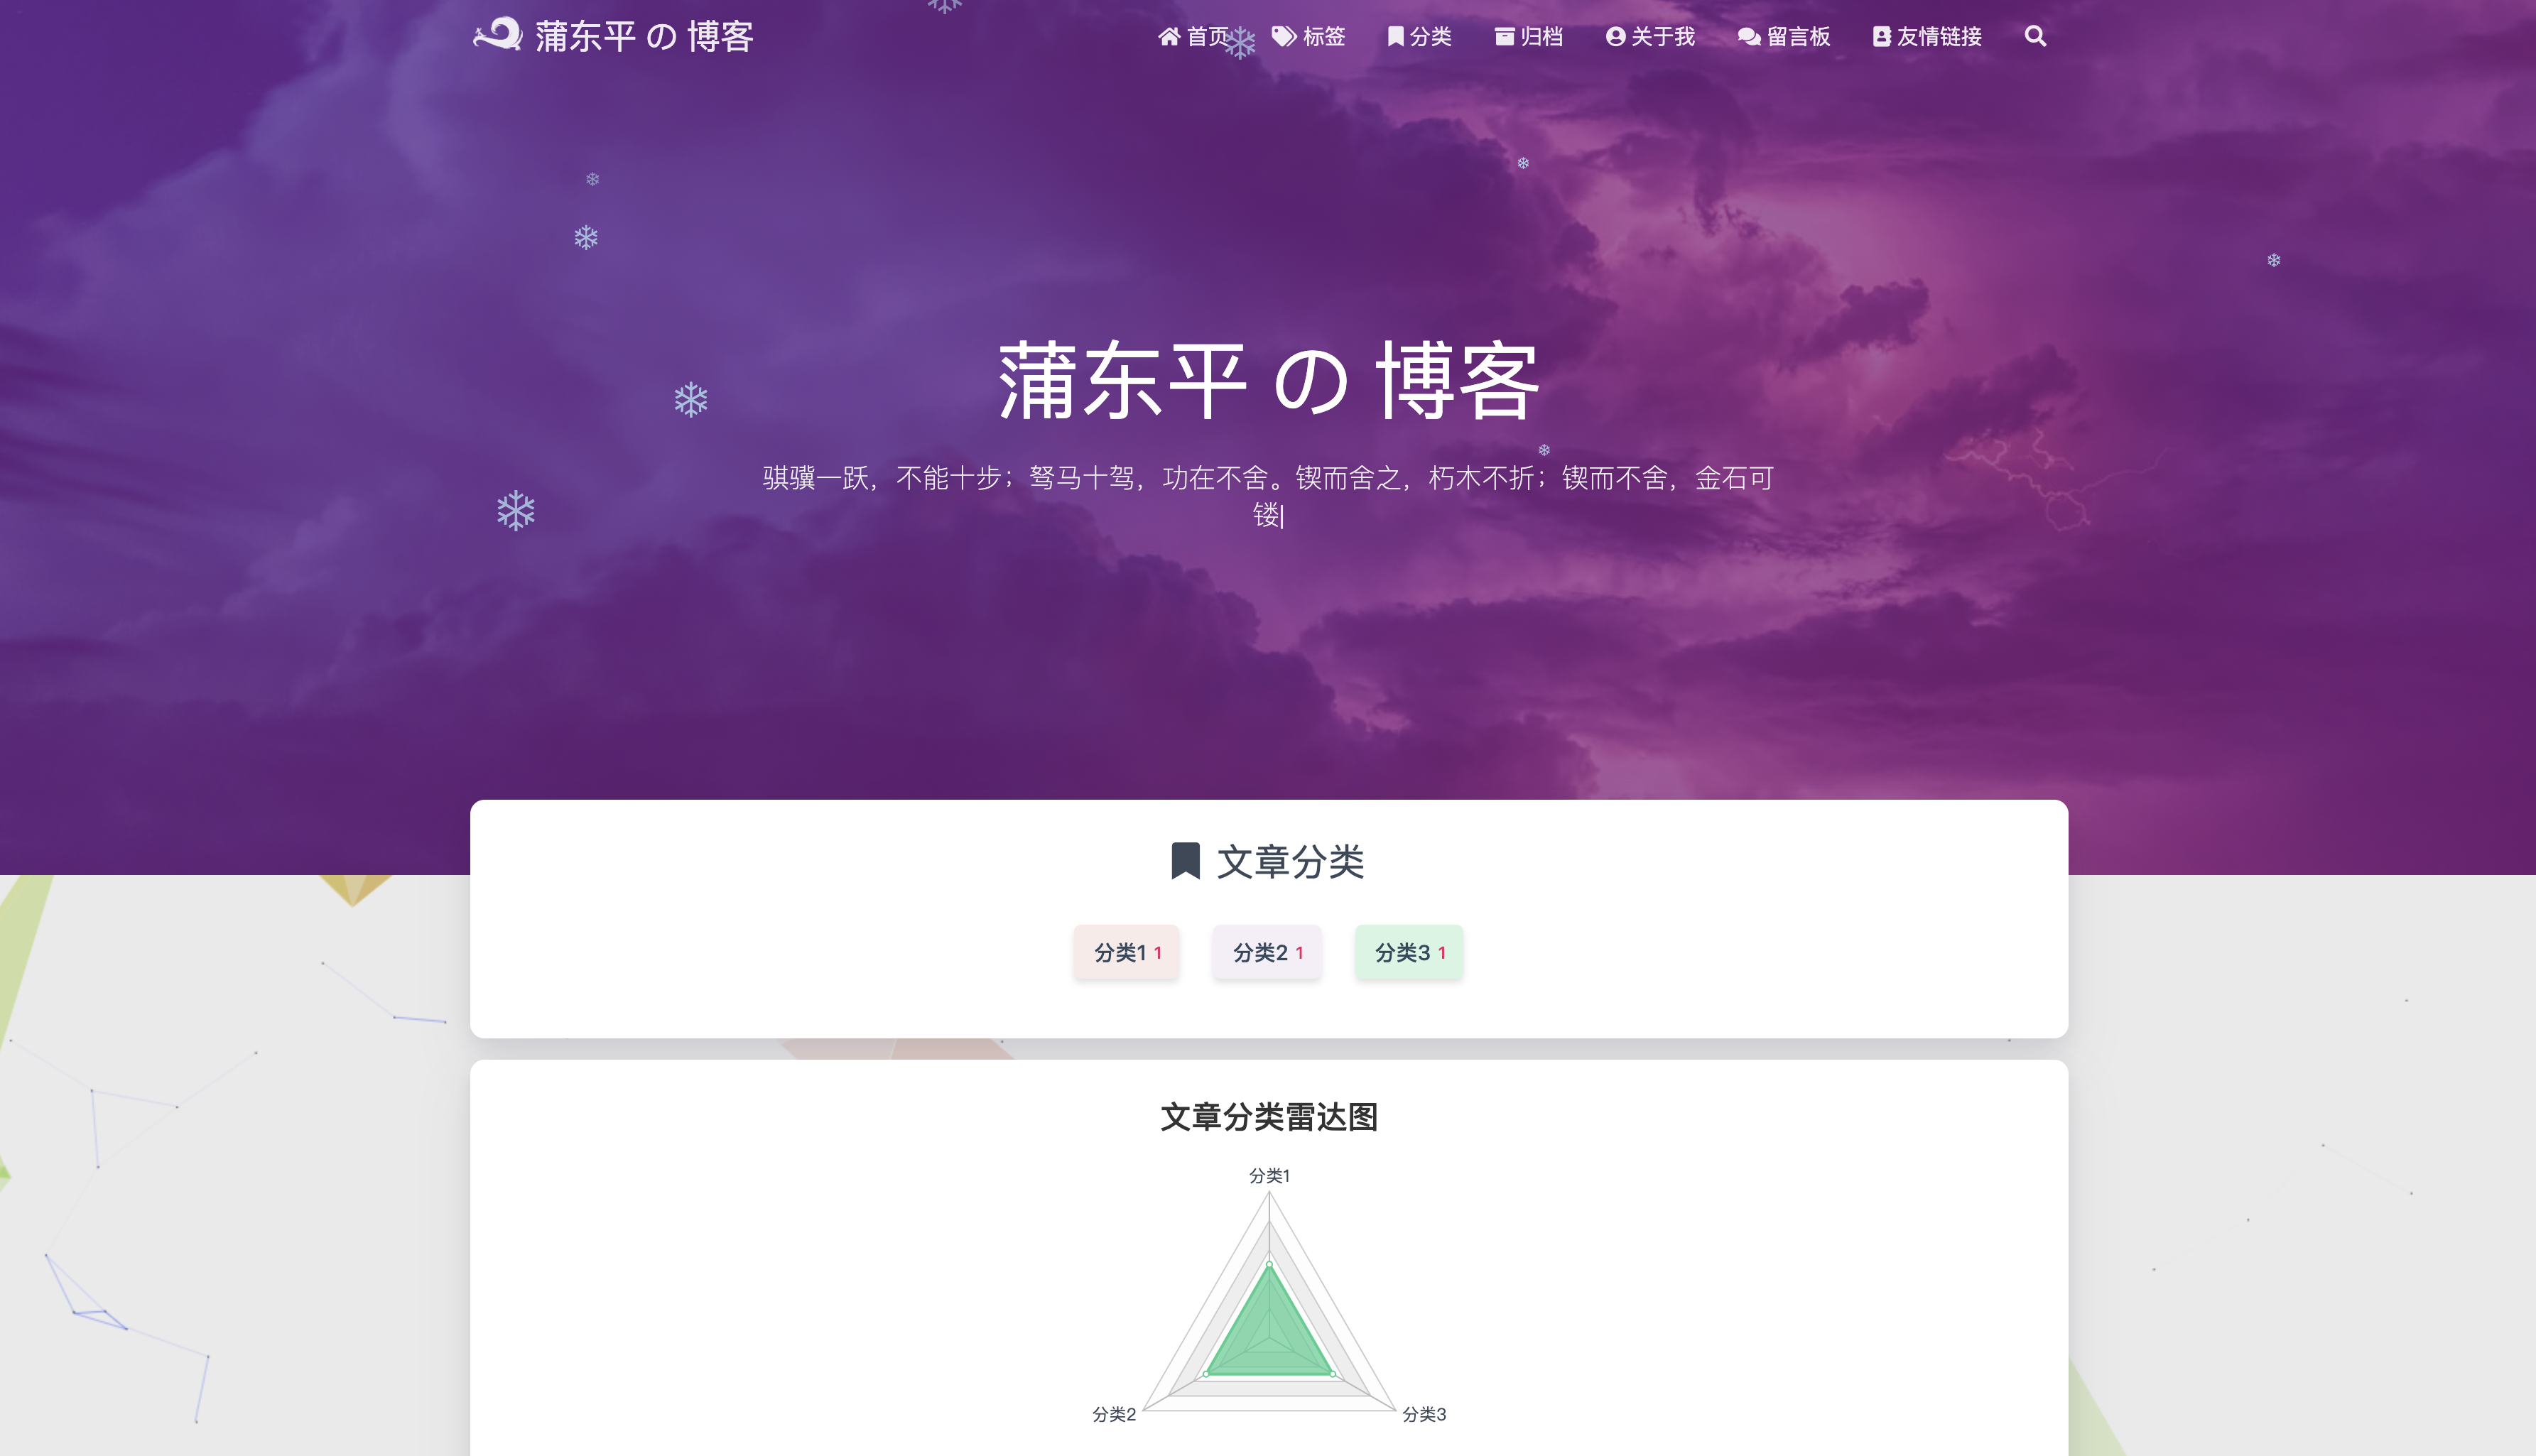 蒲东平 の 博客
首页 标签 分类 归档 关于我 留言板 友情链接
蒲东平 の 博客
骐骥一跃，不能十步；驽马十驾，功在不舍。锲而舍之，朽木不折；锲而不舍，金石可
镂|
文章分类
分类1 1 分类2 1 分类3 1
文章分类雷达图
分类1
分类2 分类3